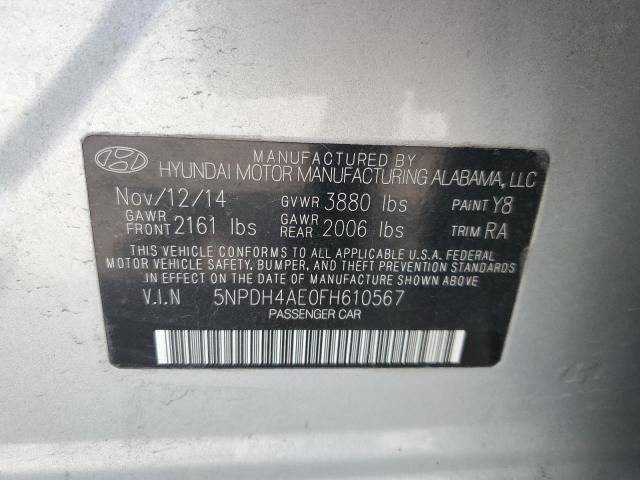 MANUFACTURED BY
HYUNDAI MOTOR MANUFACTURING ALABAMA, LLC
Nov/12/14 GVWR 3880 lbs PAINT Y8
GAWR FRONT 2161 lbs GAWR REAR 2006 lbs TRIM RA
THIS VEHICLE CONFORMS TO ALL APPLICABLE U.S.A. FEDERAL
MOTOR VEHICLE SAFETY, BUMPER, AND THEFT PREVENTION STANDARDS
IN EFFECT ON THE DATE OF MANUFACTURE SHOWN ABOVE
V.I.N 5NPDH4AE0FH610567
PASSENGER CAR